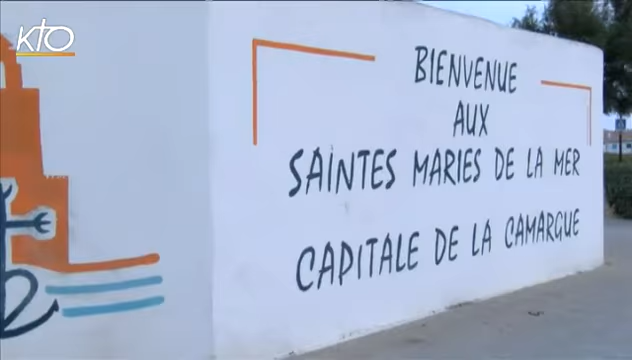 KTO
BIENVENUE
AUX
SAINTES MARIES DE LA MER
CAPITALE DE LA CAMARGUE